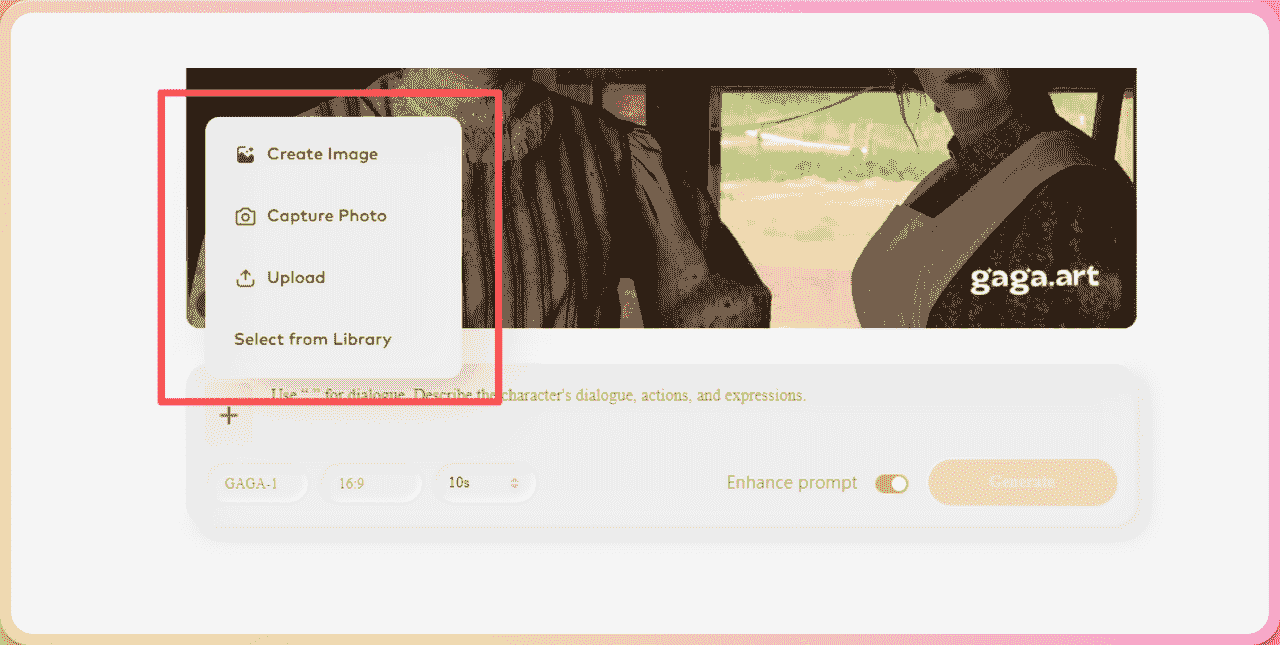 Create Image
Capture Photo
Upload
Select from Library
gaga.art
Use “ ” for dialogue. Describe the character's dialogue, actions, and expressions.
GAGA-1
16:9
10s
Enhance prompt
Generate